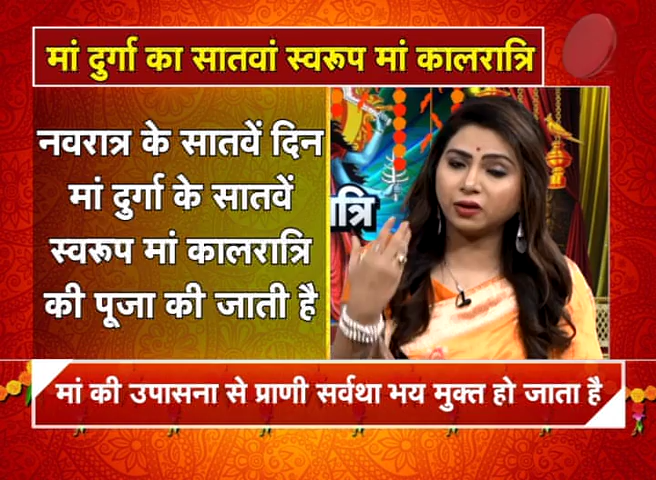 मां दुर्गा का सातवां स्वरूप मां कालरात्रि
नवरात्र के सातवें दिन
मां दुर्गा के सातवें
स्वरूप मां कालरात्रि
की पूजा की जाती है
त्रि
मां की उपासना से प्राणी सर्वथा भय मुक्त हो जाता है